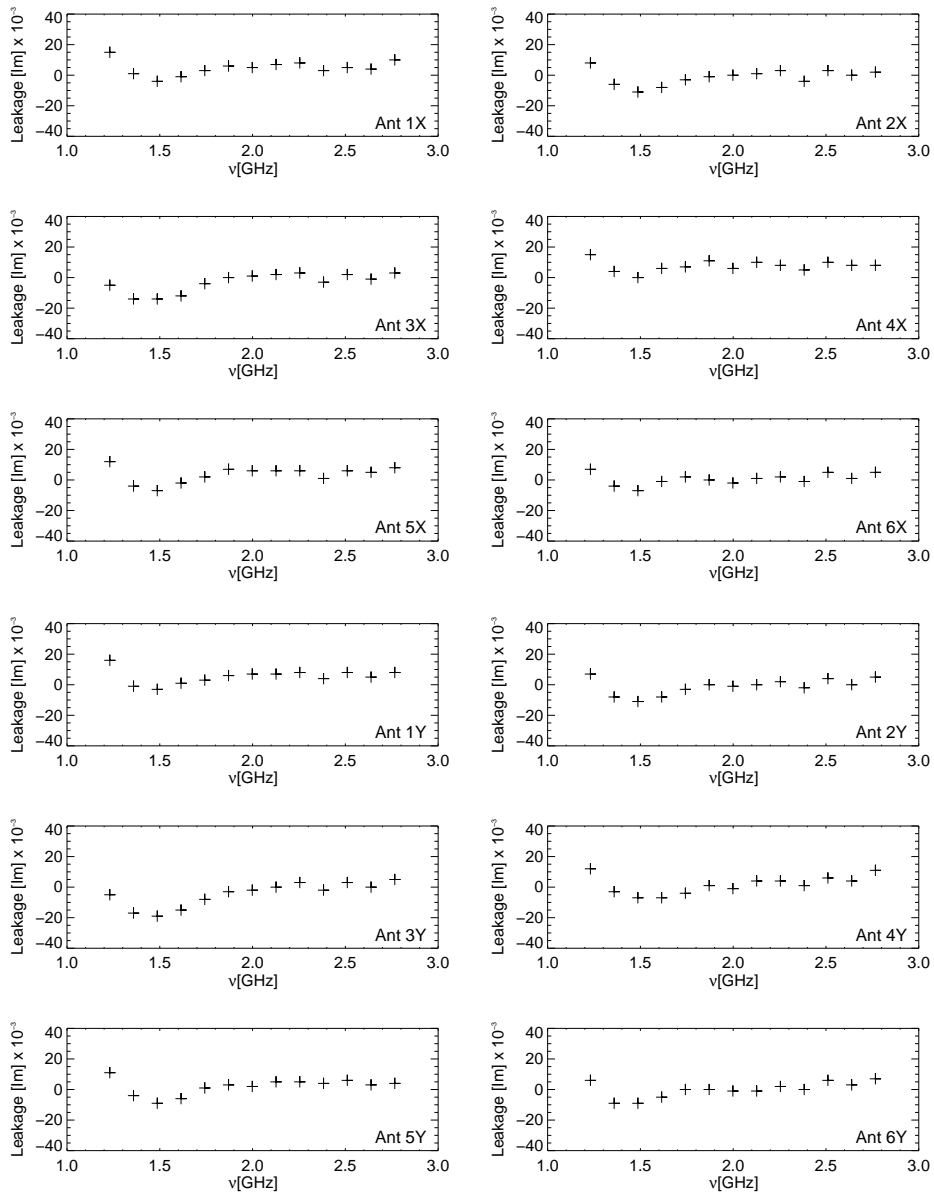 40
20
0
−20
−40
Leakage [Im] x 10⁻³
Ant 1X
1.0 1.5 2.0 2.5 3.0
ν[GHz]
40
20
0
−20
−40
Leakage [Im] x 10⁻³
Ant 2X
1.0 1.5 2.0 2.5 3.0
ν[GHz]
40
20
0
−20
−40
Leakage [Im] x 10⁻³
Ant 3X
1.0 1.5 2.0 2.5 3.0
ν[GHz]
40
20
0
−20
−40
Leakage [Im] x 10⁻³
Ant 4X
1.0 1.5 2.0 2.5 3.0
ν[GHz]
40
20
0
−20
−40
Leakage [Im] x 10⁻³
Ant 5X
1.0 1.5 2.0 2.5 3.0
ν[GHz]
40
20
0
−20
−40
Leakage [Im] x 10⁻³
Ant 6X
1.0 1.5 2.0 2.5 3.0
ν[GHz]
40
20
0
−20
−40
Leakage [Im] x 10⁻³
Ant 1Y
1.0 1.5 2.0 2.5 3.0
ν[GHz]
40
20
0
−20
−40
Leakage [Im] x 10⁻³
Ant 2Y
1.0 1.5 2.0 2.5 3.0
ν[GHz]
40
20
0
−20
−40
Leakage [Im] x 10⁻³
Ant 3Y
1.0 1.5 2.0 2.5 3.0
ν[GHz]
40
20
0
−20
−40
Leakage [Im] x 10⁻³
Ant 4Y
1.0 1.5 2.0 2.5 3.0
ν[GHz]
40
20
0
−20
−40
Leakage [Im] x 10⁻³
Ant 5Y
1.0 1.5 2.0 2.5 3.0
ν[GHz]
40
20
0
−20
−40
Leakage [Im] x 10⁻³
Ant 6Y
1.0 1.5 2.0 2.5 3.0
ν[GHz]